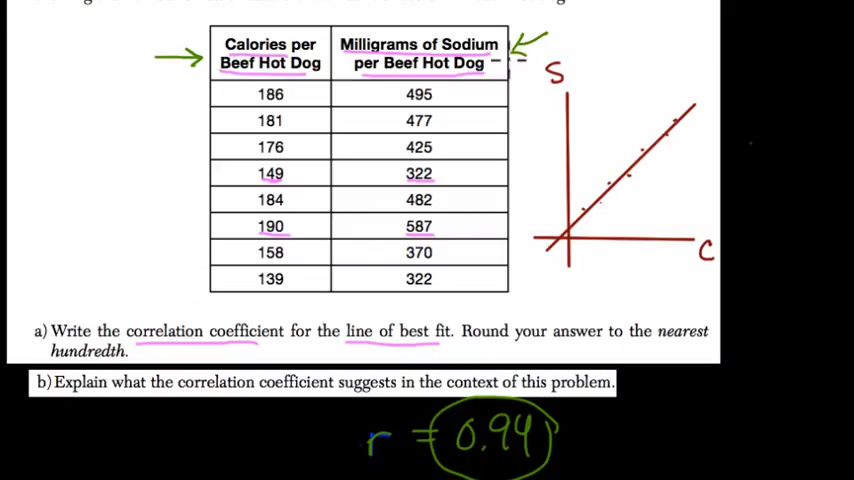 Calories per Milligrams of Sodium
Beef Hot Dog per Beef Hot Dog
186 495
181 477
176 425
149 322
184 482
190 587
158 370
139 322
S
C
a) Write the correlation coefficient for the line of best fit. Round your answer to the nearest
hundredth.
b) Explain what the correlation coefficient suggests in the context of this problem.
r = 0.94